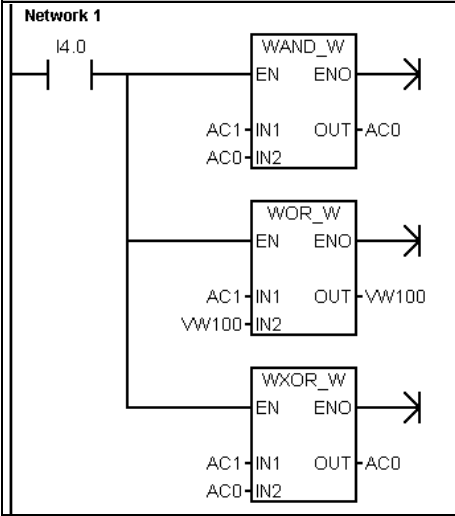 Network 1
I4.0
WAND_W
EN ENO
AC1 IN1 OUT AC0
AC0 IN2
WOR_W
EN ENO
AC1 IN1 OUT VW100
VW100 IN2
WXOR_W
EN ENO
AC1 IN1 OUT AC0
AC0 IN2